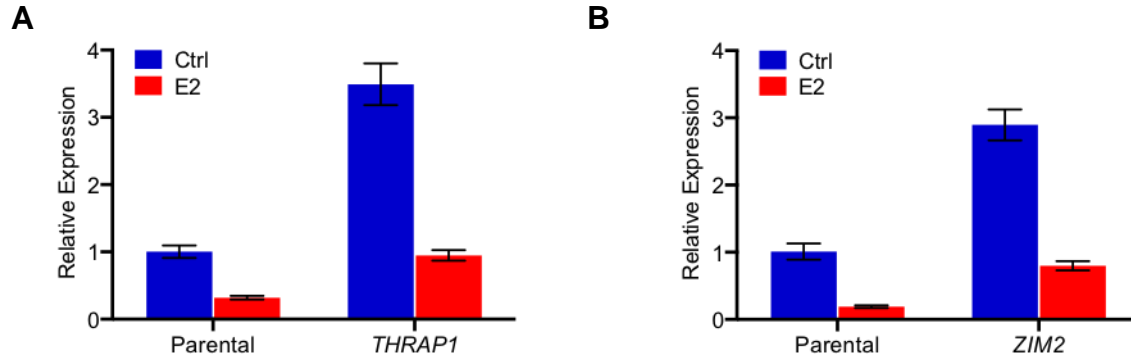 A
Relative Expression
4
3
2
1
0
Ctrl
E2
Parental
THRAP1
B
Relative Expression
4
3
2
1
0
Ctrl
E2
Parental
ZIM2